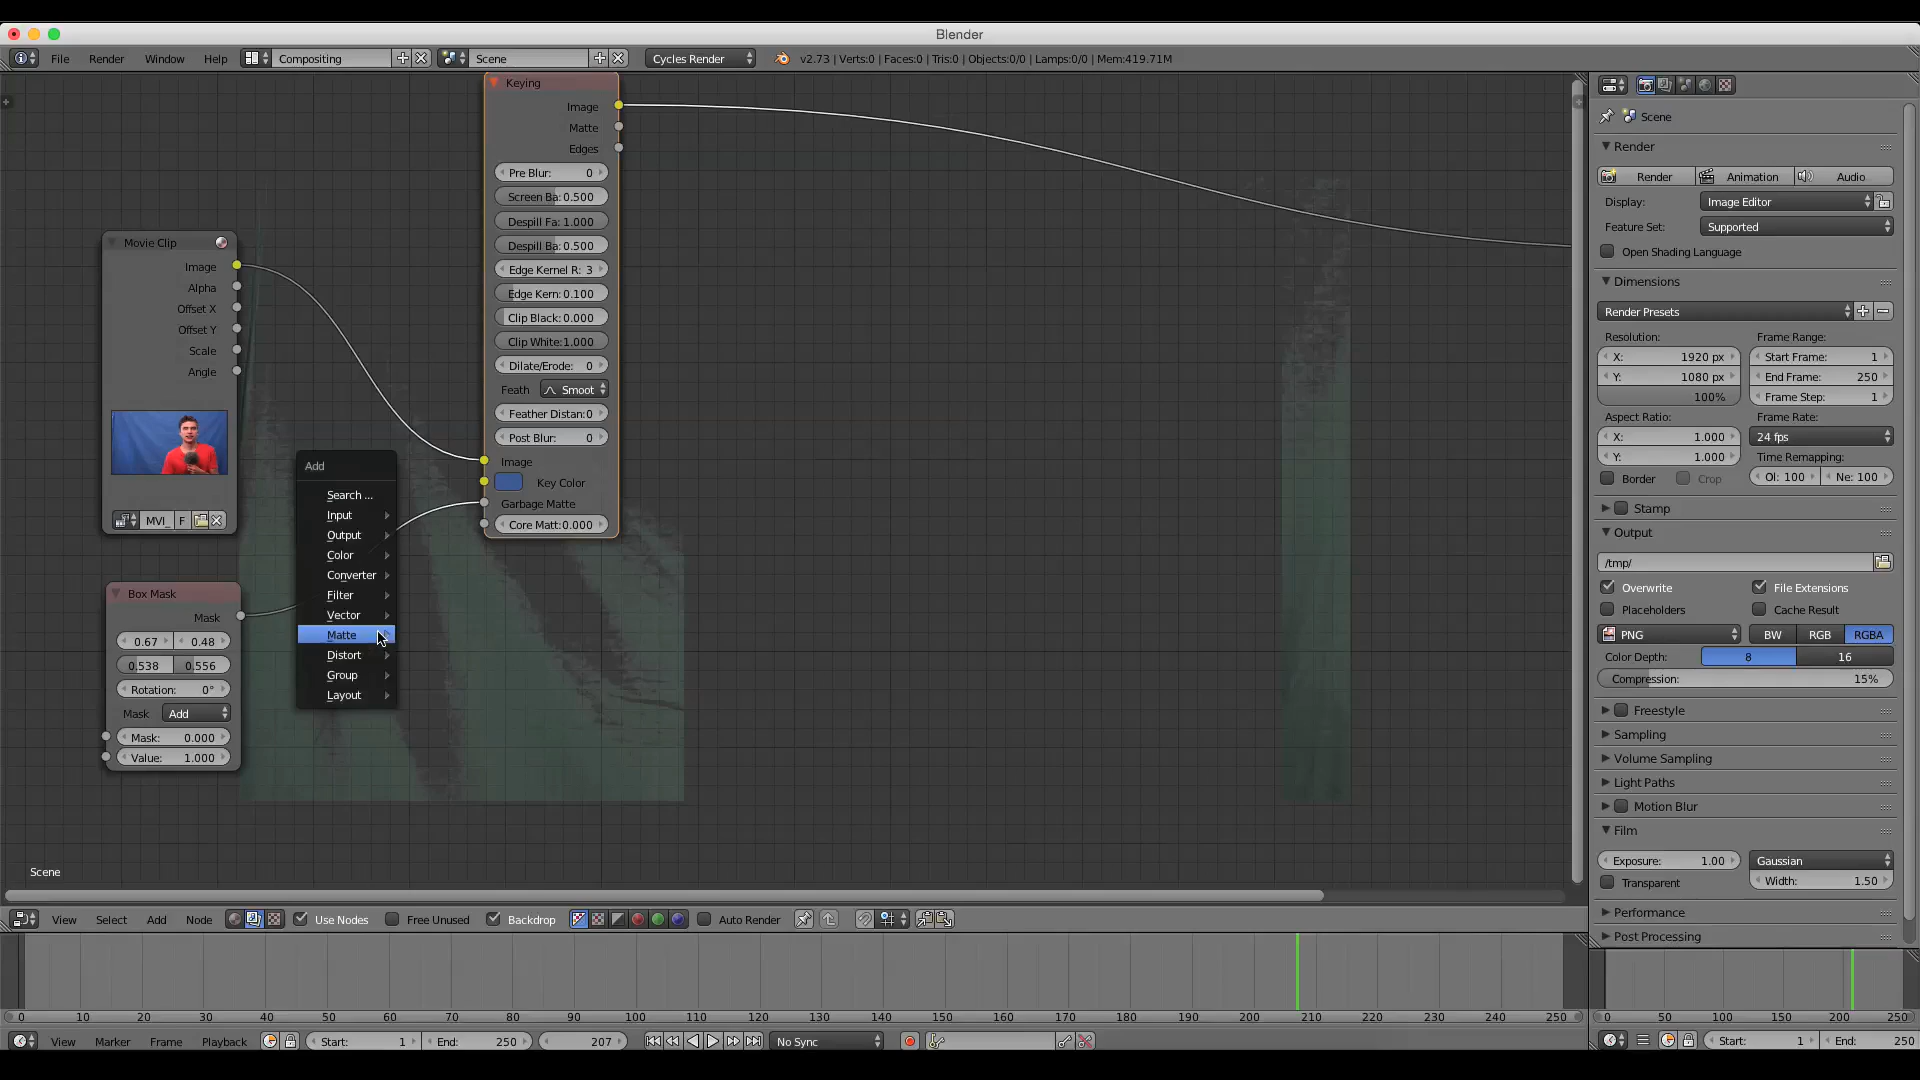 Blender
File Render Window Help Compositing Scene Cycles Render v2.73 | Verts:0 | Faces:0 | Tris:0 | Objects:0/0 | Lamps:0/0 | Mem:419.71M
Keying
Image
Matte
Edges
Pre Blur: 0
Screen Ba: 0.500
Despill Fa: 1.000
Despill Ba: 0.500
Edge Kernel R: 3
Edge Kern: 0.100
Clip Black: 0.000
Clip White: 1.000
Dilate/Erode: 0
Feath Smoot
Feather Distan: 0
Post Blur: 0
Image
Key Color
Garbage Matte
Core Matt: 0.000
Movie Clip
Image
Alpha
Offset X
Offset Y
Scale
Angle
MVI_ F
Box Mask
Mask
0.67 0.48
0.538 0.556
Rotation: 0°
Mask Add
Mask: 0.000
Value: 1.000
Add
Search ...
Input
Output
Color
Converter
Filter
Vector
Matte
Distort
Group
Layout
Scene
View Select Add Node Use Nodes Free Unused Backdrop Auto Render
0 10 20 30 40 50 60 70 80 90 100 110 120 130 140 150 160 170 180 190 200 210 220 230 240 250
View Marker Frame Playback Start: 1 End: 250 207 No Sync
Scene
Render
Render Animation Audio
Display: Image Editor
Feature Set: Supported
Open Shading Language
Dimensions
Render Presets
Resolution: Frame Range:
X: 1920 px Start Frame: 1
Y: 1080 px End Frame: 250
100% Frame Step: 1
Aspect Ratio: Frame Rate:
X: 1.000 24 fps
Y: 1.000 Time Remapping:
Border Crop Ol: 100 Ne: 100
Stamp
Output
/tmp/
Overwrite File Extensions
Placeholders Cache Result
PNG BW RGB RGBA
Color Depth: 8 16
Compression: 15%
Freestyle
Sampling
Volume Sampling
Light Paths
Motion Blur
Film
Exposure: 1.00 Gaussian
Transparent Width: 1.50
Performance
Post Processing
0 50 100 150 200 250
Start: 1 End: 250